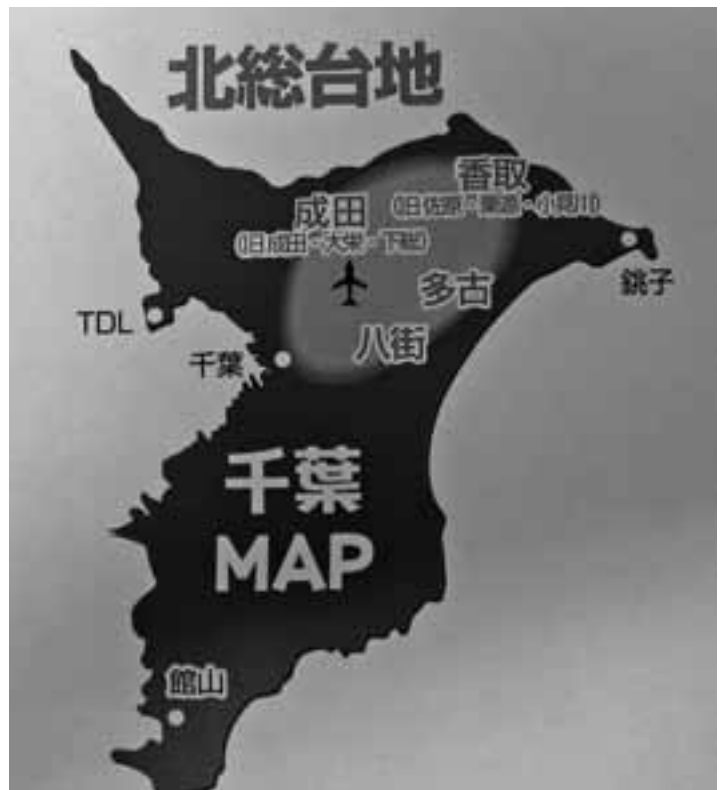 北総台地
香取
(旧佐原・栗源・小見川)
成田
(旧成田・大栄・下総)
銚子
多古
TDL
八街
千葉
千葉
MAP
館山